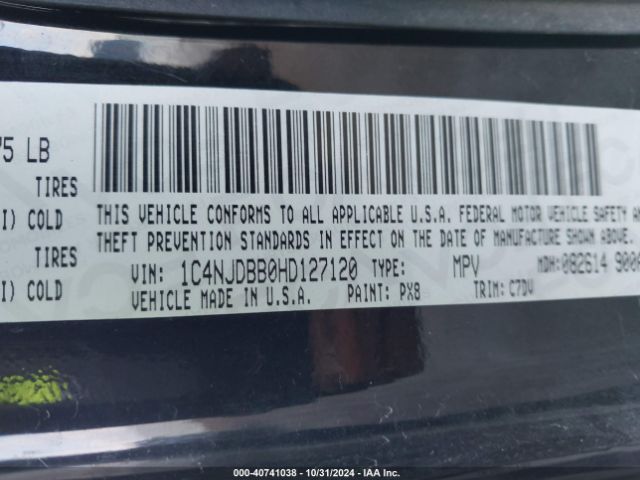 75 LB
TIRES
I) COLD
TIRES
I) COLD
THIS VEHICLE CONFORMS TO ALL APPLICABLE U.S.A. FEDERAL MOTOR VEHICLE SAFETY AN
THEFT PREVENTION STANDARDS IN EFFECT ON THE DATE OF MANUFACTURE SHOWN ABOVE.
VIN: 1C4NJDBB0HD127120 TYPE: MPV MDH: 082614 900
VEHICLE MADE IN U.S.A. PAINT: PX8 TRIM: C7DV
000-40741038 - 10/31/2024 - IAA Inc.